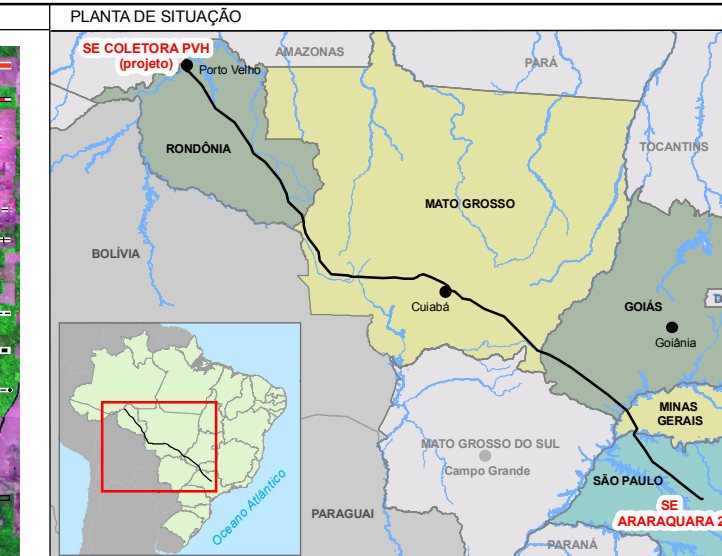 PLANTA DE SITUAÇÃO
SE COLETORA PVH
(projeto)
AMAZONAS
PARÁ
Porto Velho
TOCANTINS
RONDÔNIA
MATO GROSSO
BOLÍVIA
Cuiabá
GOIÁS
D
Goiânia
MINAS
GERAIS
MATO GROSSO DO SUL
Campo Grande
SÃO PAULO
Oceano Atlântico
PARAGUAI
SE
ARARAQUARA 2
PARANÁ